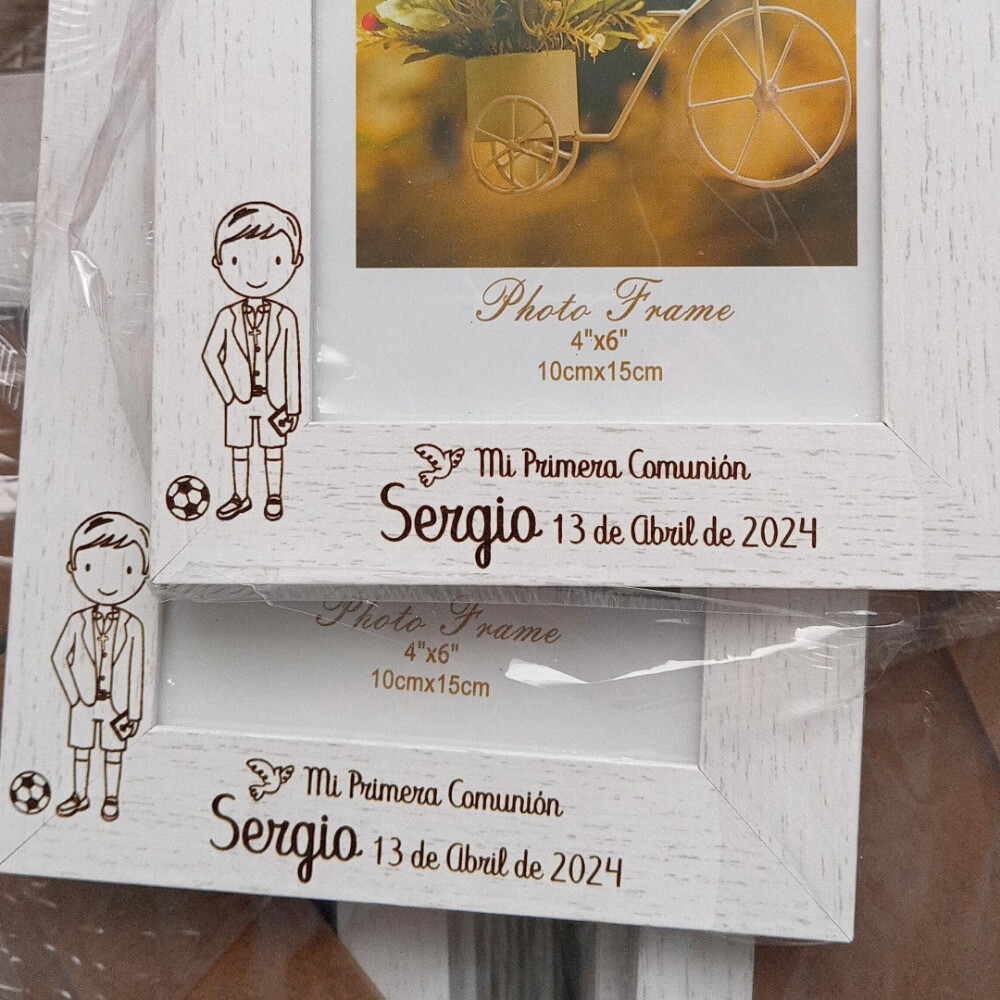 Photo Frame
4"x6"
10cmx15cm
Mi Primera Comunión
Sergio 13 de Abril de 2024
Photo Frame
4"x6"
10cmx15cm
Mi Primera Comunión
Sergio 13 de Abril de 2024